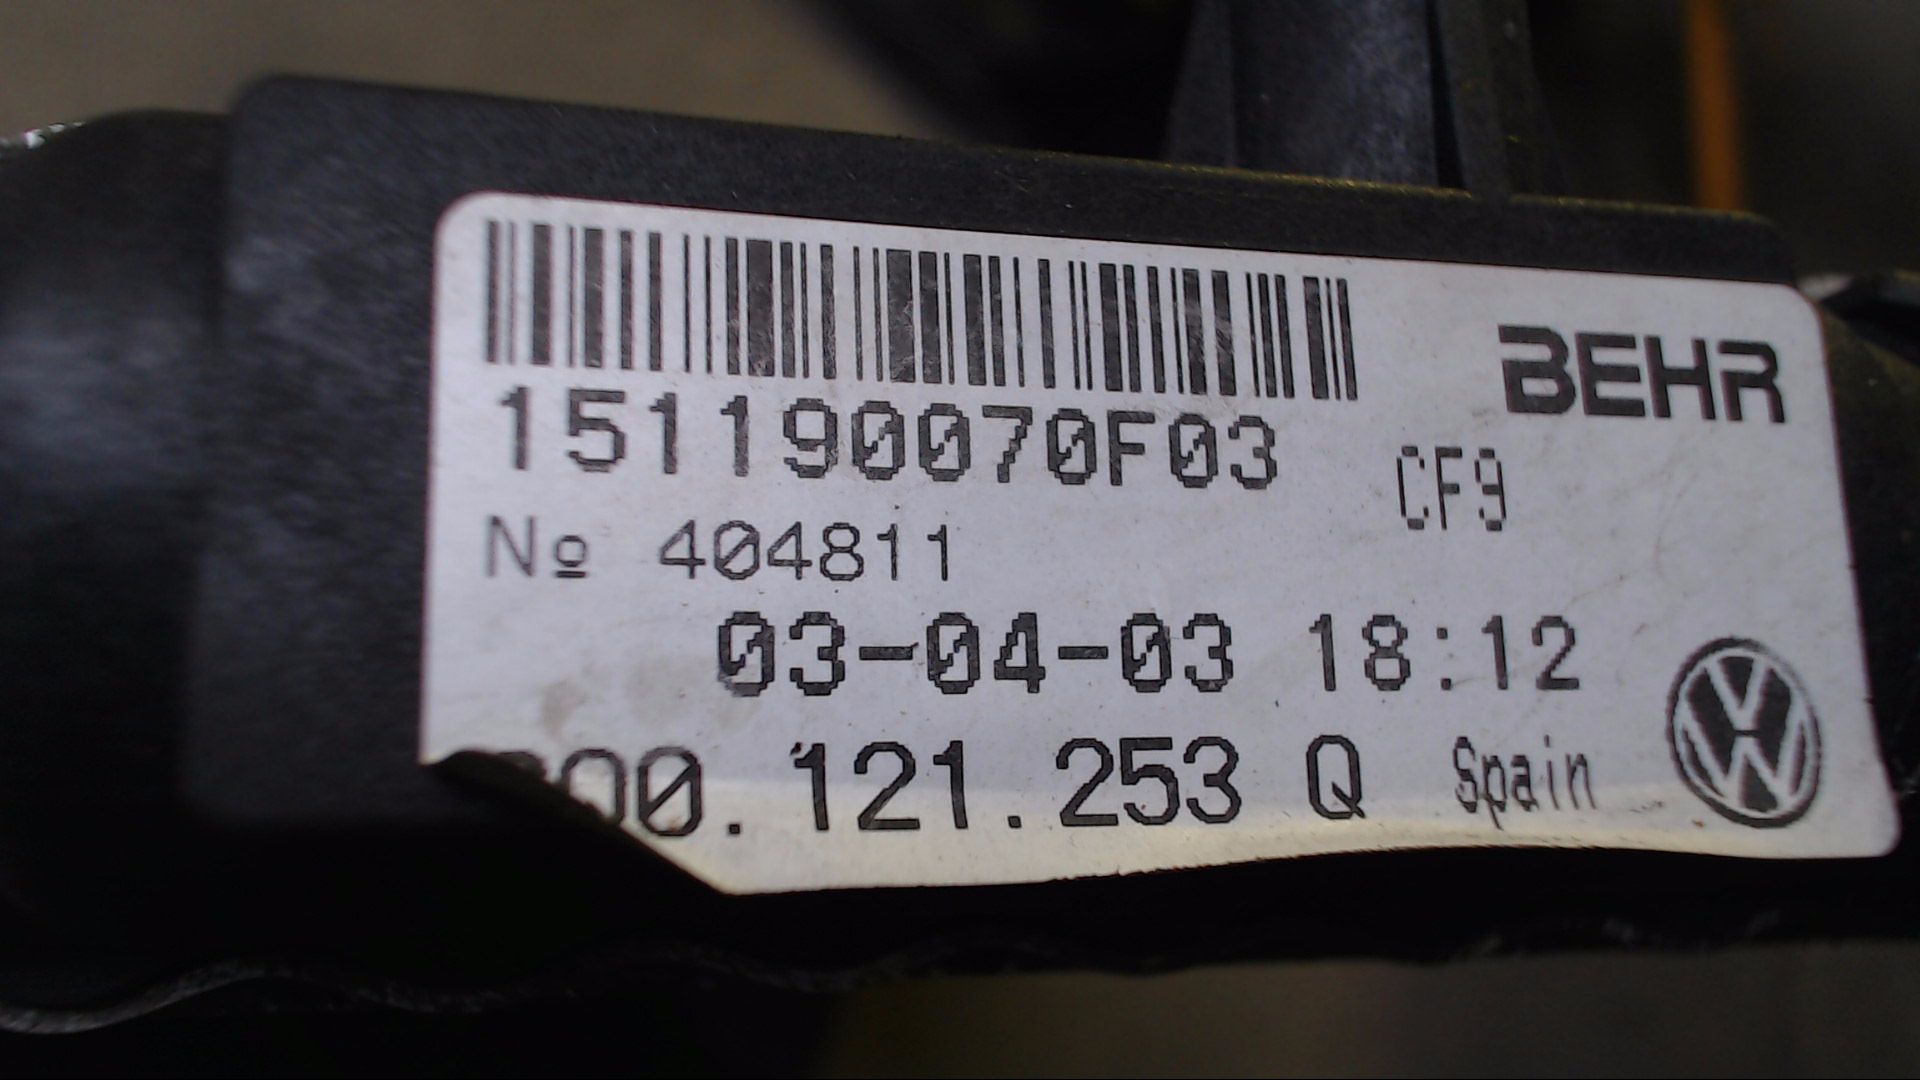 BEHR
151190070F03
CF9
Nº 404811
03-04-03 18:12
00.121.253 Q Spain